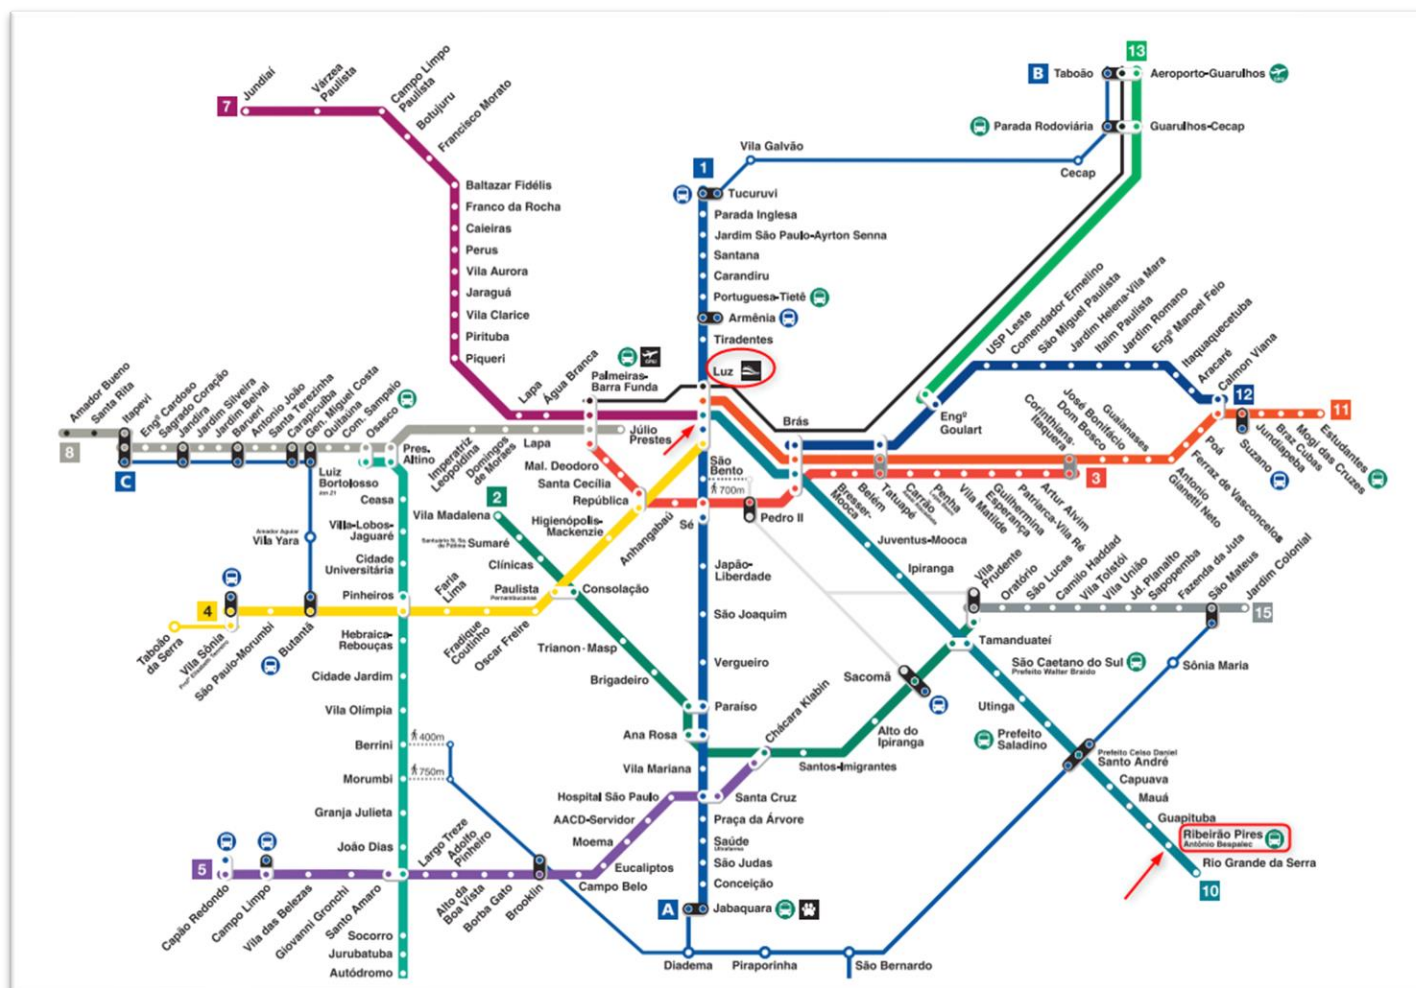 7
Jundiaí
Várzea
Paulista
Campo Limpo
Paulista
Botujuru
Francisco Morato
Baltazar Fidélis
Franco da Rocha
Caieiras
Perus
Vila Aurora
Jaraguá
Vila Clarice
Pirituba
Piqueri
Lapa
Água Branca
Palmeiras-
Barra Funda
1
Tucuruvi
Parada Inglesa
Jardim São Paulo-Ayrton Senna
Santana
Carandiru
Portuguesa-Tietê
Armênia
Tiradentes
Luz
Vila Galvão
Cecap
B
Taboão
13
Aeroporto-Guarulhos
Parada Rodoviária
Guarulhos-Cecap
USP Leste
Comendador Ermelino
São Miguel Paulista
Jardim Helena-Vila Mara
Itaim Paulista
Jardim Romano
Engº Manoel Feio
Itaquaquecetuba
Aracaré
Calmon Viana
12
11
Suzano
Jundiapeba
Braz Cubas
Mogi das Cruzes
Estudantes
Engº
Goulart
Brás
Corinthians-
Itaquera
Dom Bosco
José Bonifácio
Guaianases
Antonio
Gianetti Neto
Ferraz de Vasconcelos
Poá
3
Bresser-
Mooca
Belém
Tatuapé
Carrão
Penha
Vila Matilde
Guilhermina
Esperança
Patriarca-Vila Ré
Artur Alvim
Amador Bueno
Santa Rita
Itapevi
Engº Cardoso
Sagrado Coração
Jandira
Jardim Silveira
Jardim Belval
Barueri
Antonio João
Santa Terezinha
Carapicuíba
Gen. Miguel Costa
Quitaúna
Com. Sampaio
Osasco
8
C
Pres.
Altino
Imperatriz
Leopoldina
Domingos
de Moraes
Lapa
Júlio
Prestes
Luiz
Bortolosso
km 21
Ceasa
Villa-Lobos-
Jaguaré
Cidade
Universitária
Pinheiros
Hebraica-
Rebouças
Cidade Jardim
Vila Olímpia
Berrini
400m
Morumbi
750m
Granja Julieta
João Dias
Socorro
Jurubatuba
Autódromo
Amador Aguiar
Vila Yara
Mal. Deodoro
Santa Cecília
República
Anhangabaú
Sé
São
Bento
700m
Pedro II
2
Vila Madalena
Sumaré
Clínicas
Higienópolis-
Mackenzie
Paulista
Pernambucanas
Consolação
Trianon-Masp
Brigadeiro
Paraíso
Ana Rosa
Vila Mariana
Chácara Klabin
Santos-Imigrantes
Alto do
Ipiranga
Sacomã
Japão-
Liberdade
São Joaquim
Vergueiro
4
Taboão
da Serra
Vila Sônia
São Paulo-Morumbi
Butantã
Faria
Lima
Fradique
Coutinho
Oscar Freire
Juventus-Mooca
Ipiranga
Vila
Prudente
Oratório
São Lucas
Camilo Haddad
Vila Tolstói
Vila União
Jd. Planalto
Sapopemba
Fazenda da Juta
São Mateus
Jardim Colonial
15
Tamanduateí
São Caetano do Sul
Prefeito Walter Braido
Utinga
Prefeito
Saladino
Sônia Maria
Prefeito Celso Daniel
Santo André
Capuava
Mauá
Guapituba
Ribeirão Pires
Antônio Bespalec
Rio Grande da Serra
10
Hospital São Paulo
AACD-Servidor
Moema
Eucaliptos
Campo Belo
Santa Cruz
Praça da Árvore
Saúde
Ultrafarma
São Judas
Conceição
A
Jabaquara
5
Capão Redondo
Campo Limpo
Vila das Belezas
Giovanni Gronchi
Santo Amaro
Largo Treze
Adolfo
Pinheiro
Alto da
Boa Vista
Borba Gato
Brooklin
Diadema
Piraporinha
São Bernardo